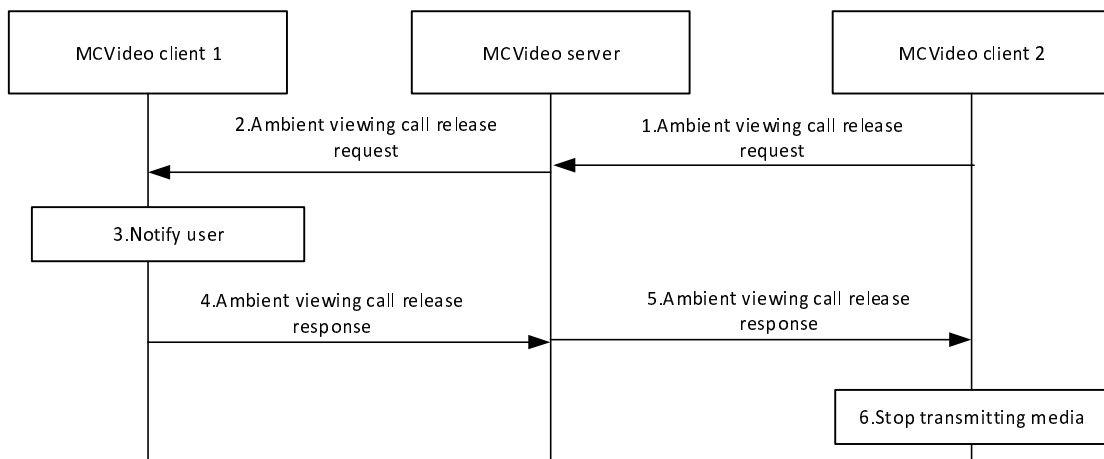 MCVideo client 1
MCVideo server
MCVideo client 2
2.Ambient viewing call release
request
1.Ambient viewing call release
request
3.Notify user
4.Ambient viewing call release
response
5.Ambient viewing call release
response
6.Stop transmitting media